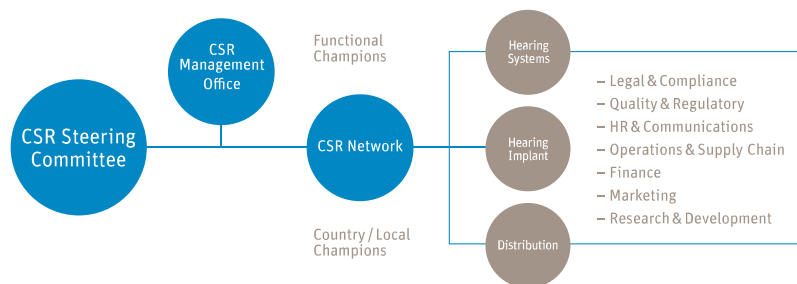 CSR Steering
Committee
CSR
Management
Office
Functional
Champions
CSR Network
Country / Local
Champions
Hearing
Systems
Hearing
Implant
Distribution
– Legal & Compliance
– Quality & Regulatory
– HR & Communications
– Operations & Supply Chain
– Finance
– Marketing
– Research & Development